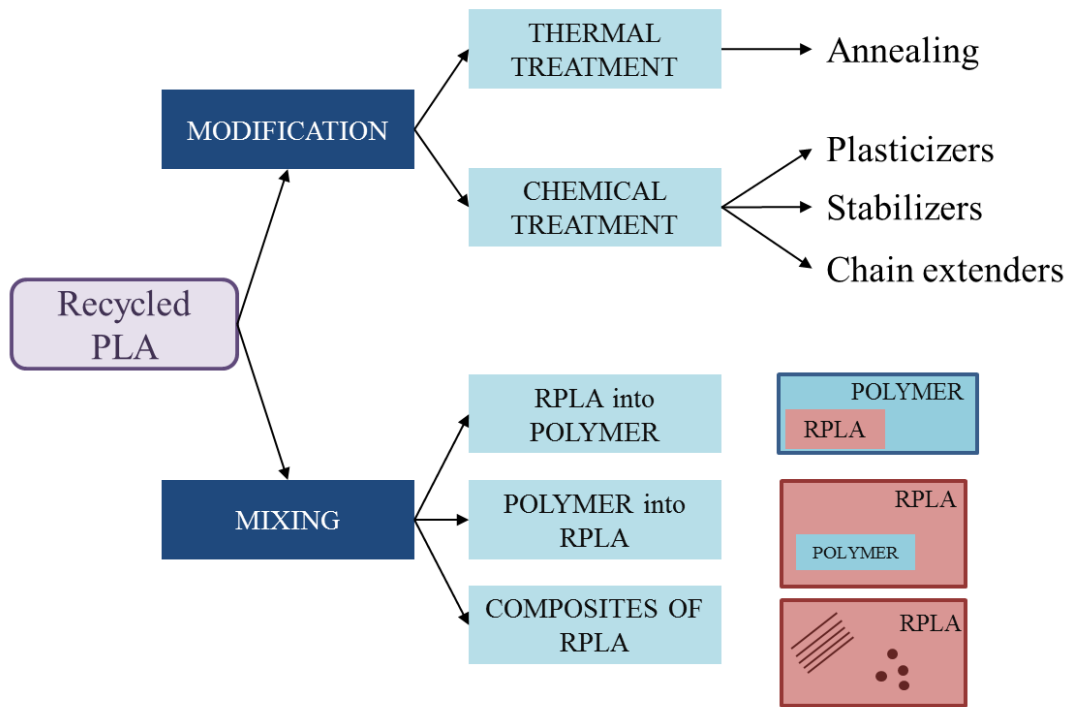 THERMAL
TREATMENT
Annealing
MODIFICATION
Plasticizers
CHEMICAL
TREATMENT
Stabilizers
Chain extenders
Recycled
PLA
RPLA into
POLYMER
POLYMER
RPLA
MIXING
POLYMER into
RPLA
RPLA
POLYMER
COMPOSITES OF
RPLA
RPLA